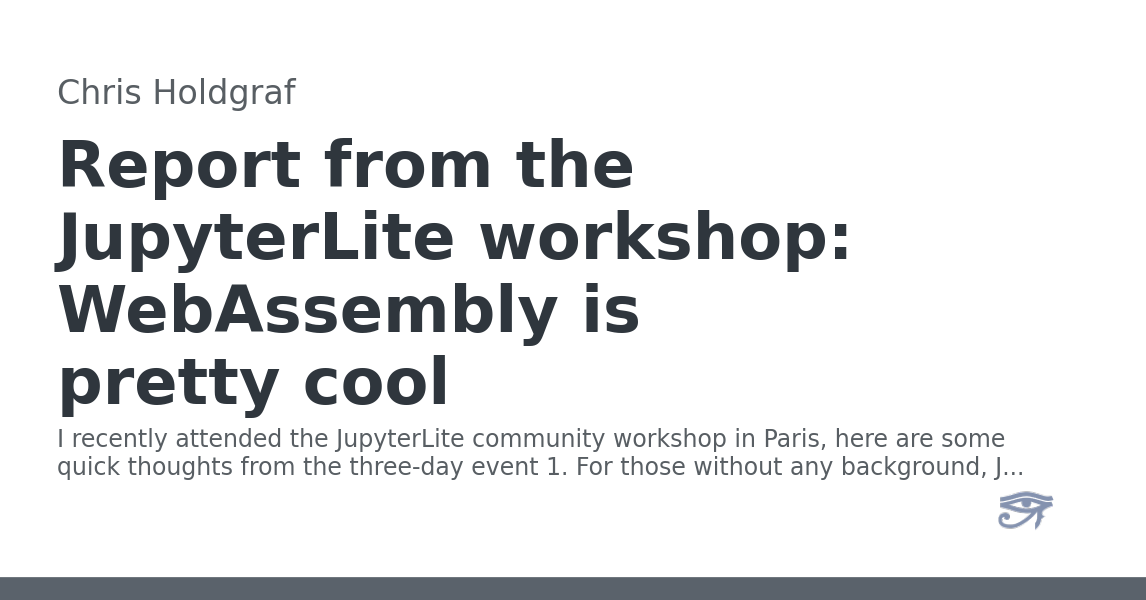 Chris Holdgraf
Report from the
JupyterLite workshop:
WebAssembly is
pretty cool
I recently attended the JupyterLite community workshop in Paris, here are some
quick thoughts from the three-day event 1. For those without any background, J...